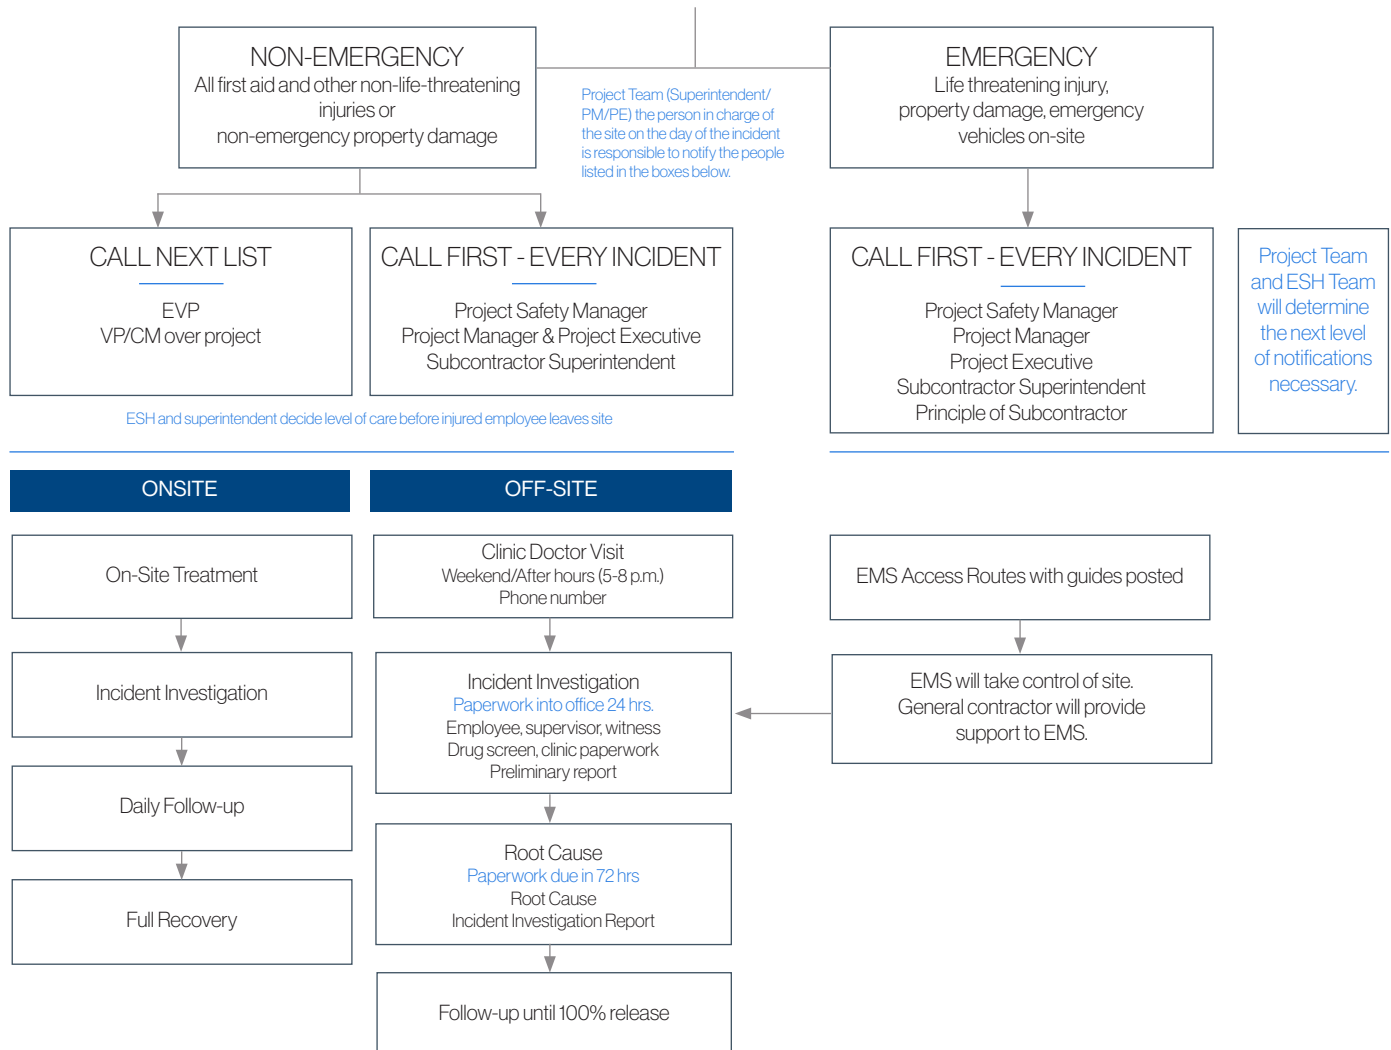 NON-EMERGENCY
All first aid and other non-life-threatening
injuries or
non-emergency property damage
Project Team (Superintendent/
PM/PE) the person in charge of
the site on the day of the incident
is responsible to notify the people
listed in the boxes below.
EMERGENCY
Life threatening injury,
property damage, emergency
vehicles on-site
CALL NEXT LIST
EVP
VP/CM over project
CALL FIRST - EVERY INCIDENT
Project Safety Manager
Project Manager & Project Executive
Subcontractor Superintendent
CALL FIRST - EVERY INCIDENT
Project Safety Manager
Project Manager
Project Executive
Subcontractor Superintendent
Principle of Subcontractor
Project Team
and ESH Team
will determine
the next level
of notifications
necessary.
ESH and superintendent decide level of care before injured employee leaves site
ONSITE
On-Site Treatment
Incident Investigation
Daily Follow-up
Full Recovery
OFF-SITE
Clinic Doctor Visit
Weekend/After hours (5-8 p.m.)
Phone number
Incident Investigation
Paperwork into office 24 hrs.
Employee, supervisor, witness
Drug screen, clinic paperwork
Preliminary report
Root Cause
Paperwork due in 72 hrs
Root Cause
Incident Investigation Report
Follow-up until 100% release
EMS Access Routes with guides posted
EMS will take control of site.
General contractor will provide
support to EMS.